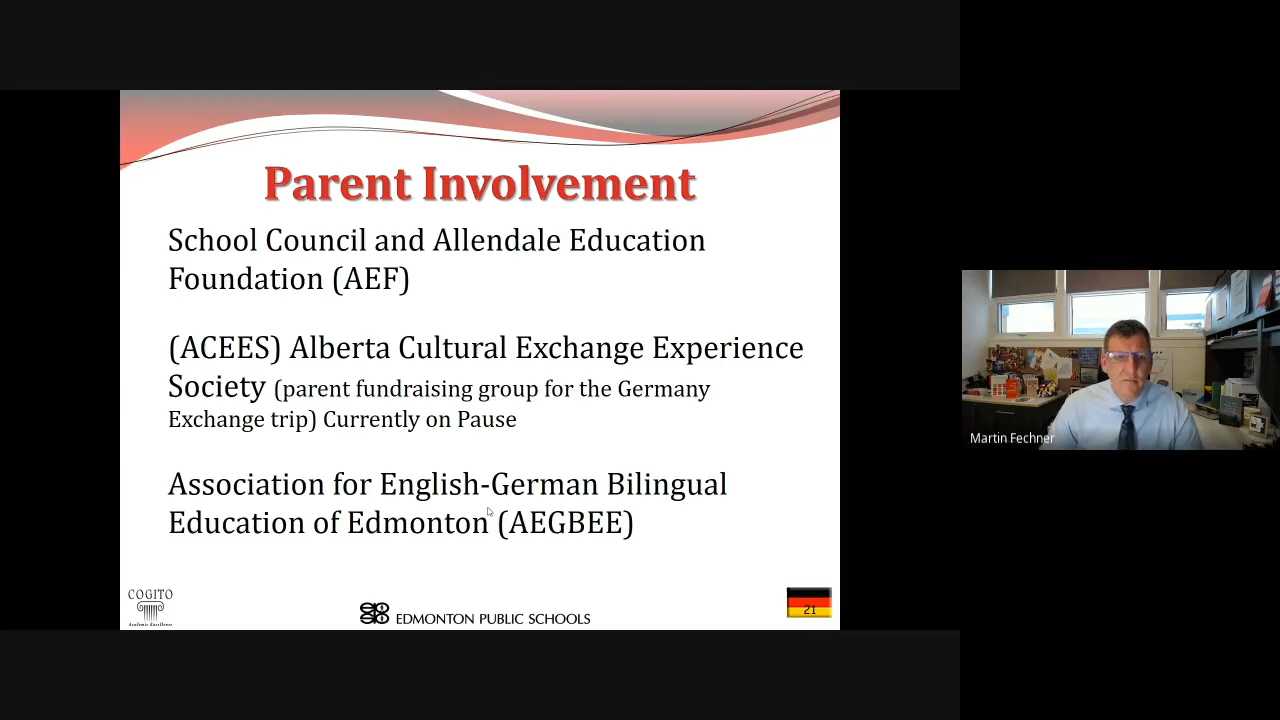 Parent Involvement
School Council and Allendale Education
Foundation (AEF)
(ACEES) Alberta Cultural Exchange Experience
Society (parent fundraising group for the Germany
Exchange trip) Currently on Pause
Association for English-German Bilingual
Education of Edmonton (AEGBEE)
COGITO
Academic Excellence
EDMONTON PUBLIC SCHOOLS
21
Martin Fechner